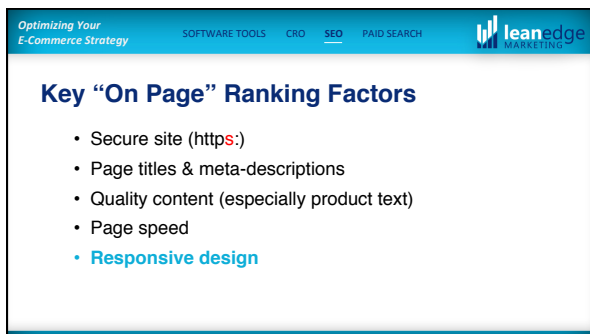 Optimizing Your
E-Commerce Strategy
SOFTWARE TOOLS CRO SEO PAID SEARCH
leanedge
MARKETING
Key “On Page” Ranking Factors
• Secure site (https:)
• Page titles & meta-descriptions
• Quality content (especially product text)
• Page speed
• Responsive design